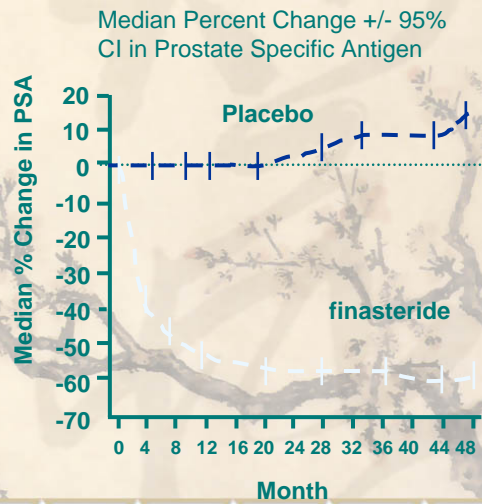 Median Percent Change +/- 95%
CI in Prostate Specific Antigen
Median % Change in PSA
20
10
0
-10
-20
-30
-40
-50
-60
-70
Placebo
finasteride
0 4 8 12 16 20 24 28 32 36 40 44 48
Month